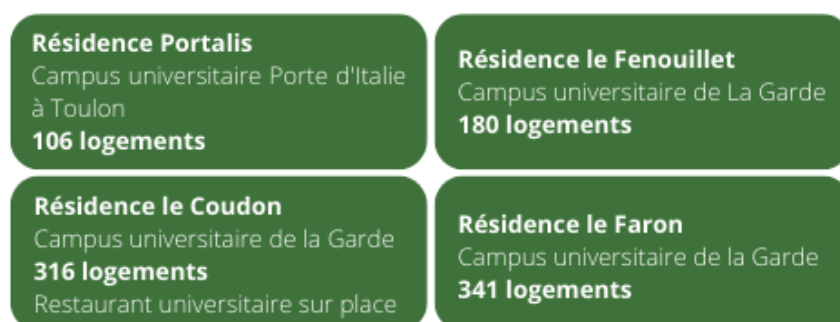 Résidence Portalis
Campus universitaire Porte d'Italie
à Toulon
106 logements
Résidence le Fenouillet
Campus universitaire de La Garde
180 logements
Résidence le Coudon
Campus universitaire de la Garde
316 logements
Restaurant universitaire sur place
Résidence le Faron
Campus universitaire de la Garde
341 logements